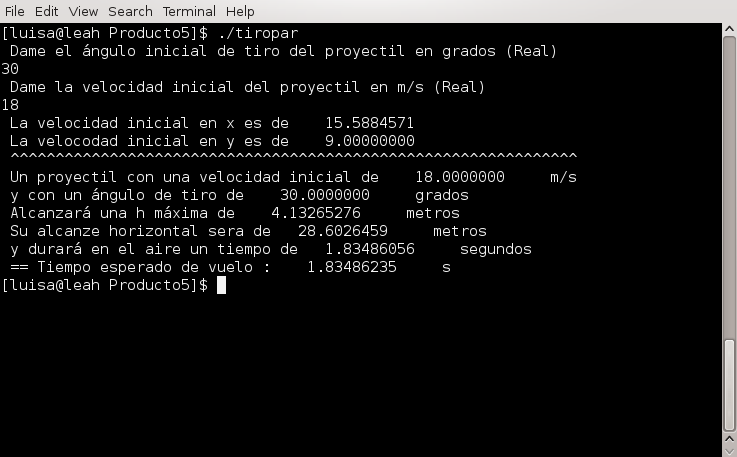 File Edit View Search Terminal Help
[luisa@leah Producto5]$ ./tiropar
Dame el ángulo inicial de tiro del proyectil en grados (Real)
30
Dame la velocidad inicial del proyectil en m/s (Real)
18
La velocidad inicial en x es de 15.5884571
La velocodad inicial en y es de 9.00000000
^^^^^^^^^^^^^^^^^^^^^^^^^^^^^^^^^^^^^^^^^^^^^^^^^^^^^^^^^^^^^^^
Un proyectil con una velocidad inicial de 18.0000000 m/s
y con un ángulo de tiro de 30.0000000 grados
Alcanzará una h máxima de 4.13265276 metros
Su alcanze horizontal sera de 28.6026459 metros
y durará en el aire un tiempo de 1.83486056 segundos
== Tiempo esperado de vuelo : 1.83486235 s
[luisa@leah Producto5]$